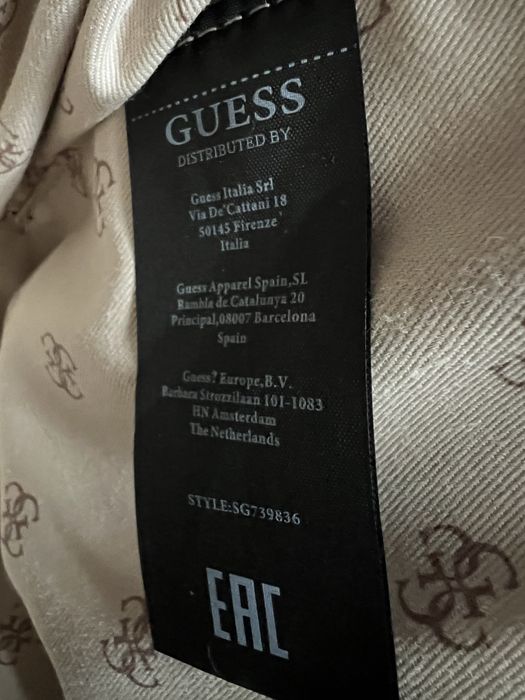 GUESS
DISTRIBUTED BY
Guess Italia Srl
Via De'Cattani 18
50145 Firenze
Italia
Guess Apparel Spain,SL
Rambla de Catalunya 20
Principal,08007 Barcelona
Spain
Guess? Europe,B.V.
Barbara Strozzilaan 101-1083
HN Amsterdam
The Netherlands
STYLE:SG739836
EAC